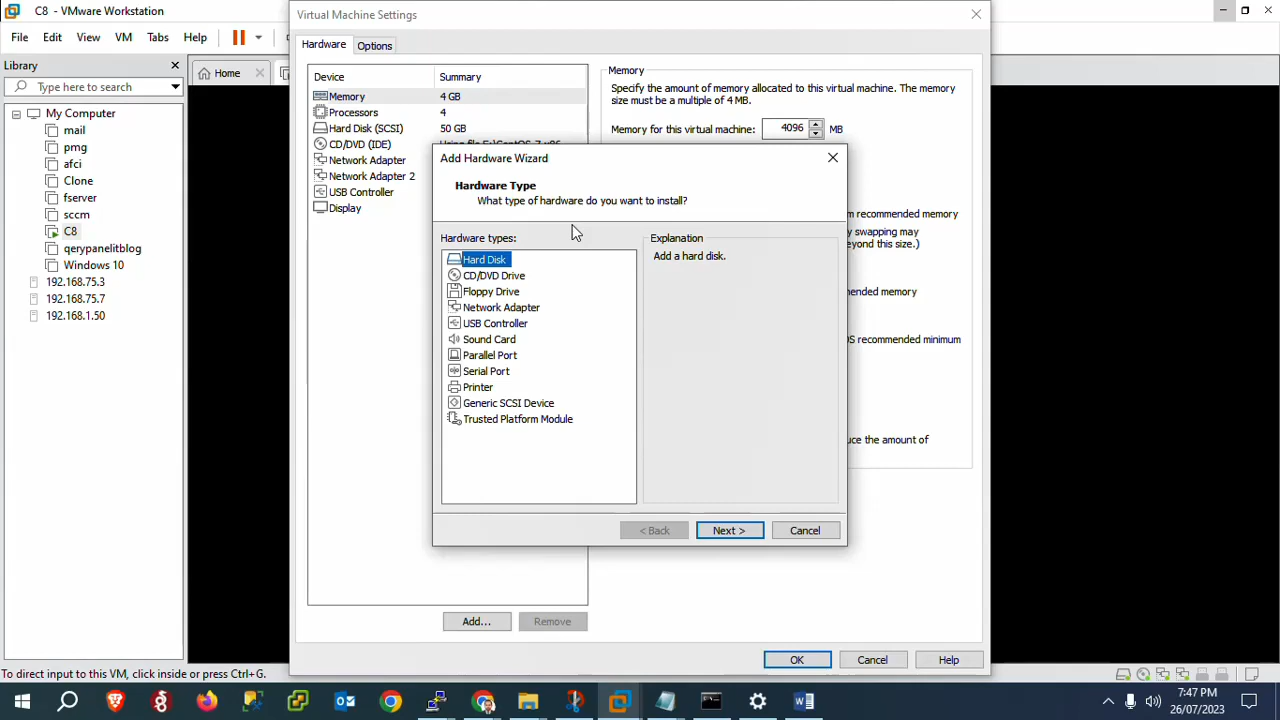 C8 - VMware Workstation
File Edit View VM Tabs Help
Library
Type here to search
My Computer
mail
pmg
afci
Clone
fserver
sccm
C8
qerypanelitblog
Windows 10
192.168.75.3
192.168.75.7
192.168.1.50
Home
Virtual Machine Settings
Hardware Options
Device Summary
Memory 4 GB
Processors 4
Hard Disk (SCSI) 50 GB
CD/DVD (IDE)
Network Adapter
Network Adapter 2
USB Controller
Display
Memory
Specify the amount of memory allocated to this virtual machine. The memory
size must be a multiple of 4 MB.
Memory for this virtual machine: 4096 MB
recommended memory
y swapping may
eyond this size.)
ended memory
OS recommended minimum
uce the amount of
Add Hardware Wizard
Hardware Type
What type of hardware do you want to install?
Hardware types:
Hard Disk
CD/DVD Drive
Floppy Drive
Network Adapter
USB Controller
Sound Card
Parallel Port
Serial Port
Printer
Generic SCSI Device
Trusted Platform Module
Explanation
Add a hard disk.
< Back Next > Cancel
Add... Remove
OK Cancel Help
To direct input to this VM, click inside or press Ctrl+G.
7:47 PM
26/07/2023